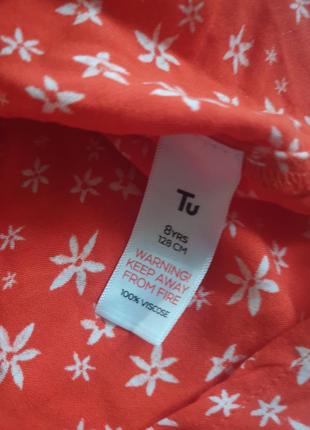 Tu
8YRS
128 CM
WARNING!
KEEP AWAY
FROM FIRE
100% VISCOSE